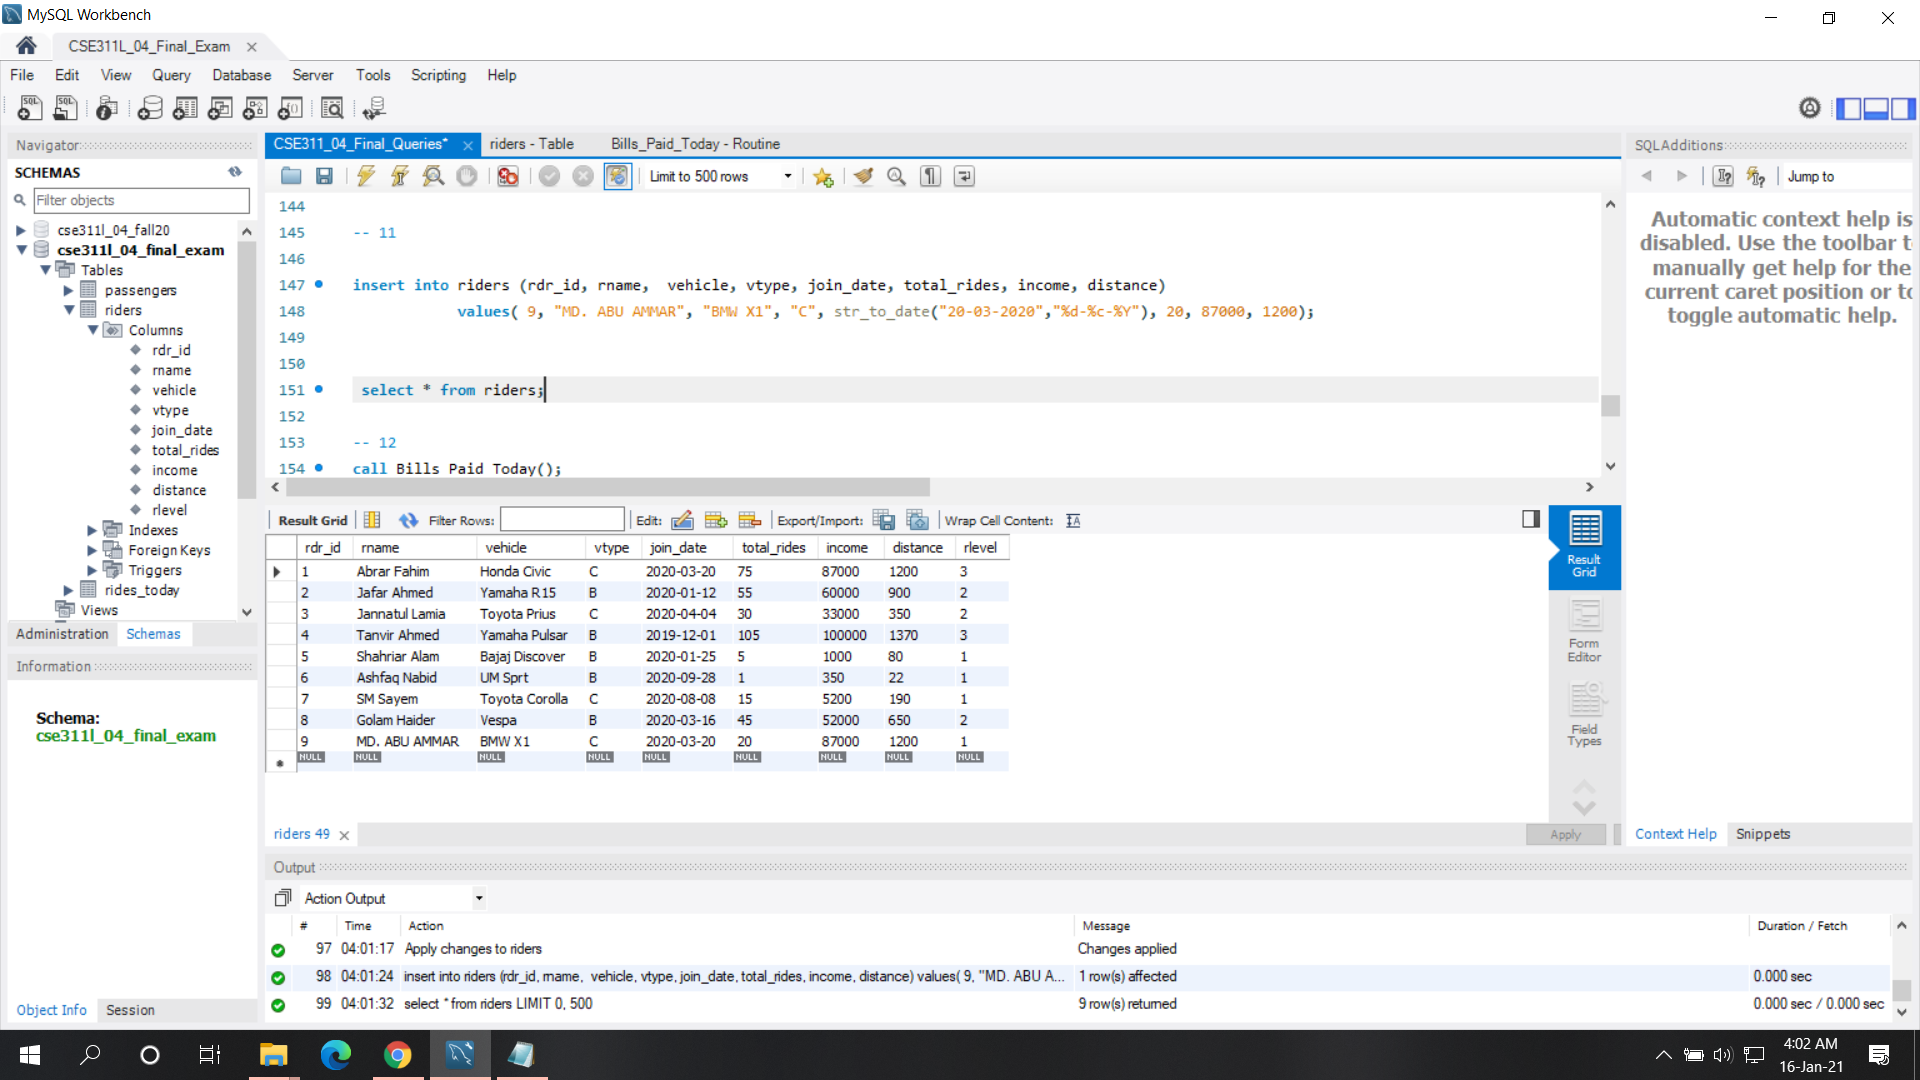 MySQL Workbench
CSE311L_04_Final_Exam
File Edit View Query Database Server Tools Scripting Help
Navigator
SCHEMAS
Filter objects
cse311l_04_fall20
cse311l_04_final_exam
Tables
passengers
riders
Columns
rdr_id
rname
vehicle
vtype
join_date
total_rides
income
distance
rlevel
Indexes
Foreign Keys
Triggers
rides_today
Views
Administration Schemas
Information
Schema:
cse311l_04_final_exam
Object Info Session
CSE311_04_Final_Queries* riders - Table Bills_Paid_Today - Routine
Limit to 500 rows
144
145 -- 11
146
147 insert into riders (rdr_id, rname,  vehicle, vtype, join_date, total_rides, income, distance)
148 values( 9, "MD. ABU AMMAR", "BMW X1", "C", str_to_date("20-03-2020","%d-%c-%Y"), 20, 87000, 1200);
149
150
151 select * from riders;
152
153 -- 12
154 call Bills_Paid_Today();
Result Grid Filter Rows: Edit: Export/Import: Wrap Cell Content:
rdr_id rname vehicle vtype join_date total_rides income distance rlevel
1 Abrar Fahim Honda Civic C 2020-03-20 75 87000 1200 3
2 Jafar Ahmed Yamaha R15 B 2020-01-12 55 60000 900 2
3 Jannatul Lamia Toyota Prius C 2020-04-04 30 33000 350 2
4 Tanvir Ahmed Yamaha Pulsar B 2019-12-01 105 100000 1370 3
5 Shahriar Alam Bajaj Discover B 2020-01-25 5 1000 80 1
6 Ashfaq Nabid UM Sprt B 2020-09-28 1 350 22 1
7 SM Sayem Toyota Corolla C 2020-08-08 15 5200 190 1
8 Golam Haider Vespa B 2020-03-16 45 52000 650 2
9 MD. ABU AMMAR BMW X1 C 2020-03-20 20 87000 1200 1
NULL NULL NULL NULL NULL NULL NULL NULL NULL
Result
Grid
Form
Editor
Field
Types
riders 49
Apply
Output
Action Output
# Time Action Message Duration / Fetch
97 04:01:17 Apply changes to riders Changes applied
98 04:01:24 insert into riders (rdr_id, rname,  vehicle, vtype, join_date, total_rides, income, distance) values( 9, "MD. ABU A... 1 row(s) affected 0.000 sec
99 04:01:32 select * from riders LIMIT 0, 500 9 row(s) returned 0.000 sec / 0.000 sec
SQLAdditions
Jump to
Automatic context help is
disabled. Use the toolbar t
manually get help for the
current caret position or to
toggle automatic help.
Context Help Snippets
4:02 AM
16-Jan-21